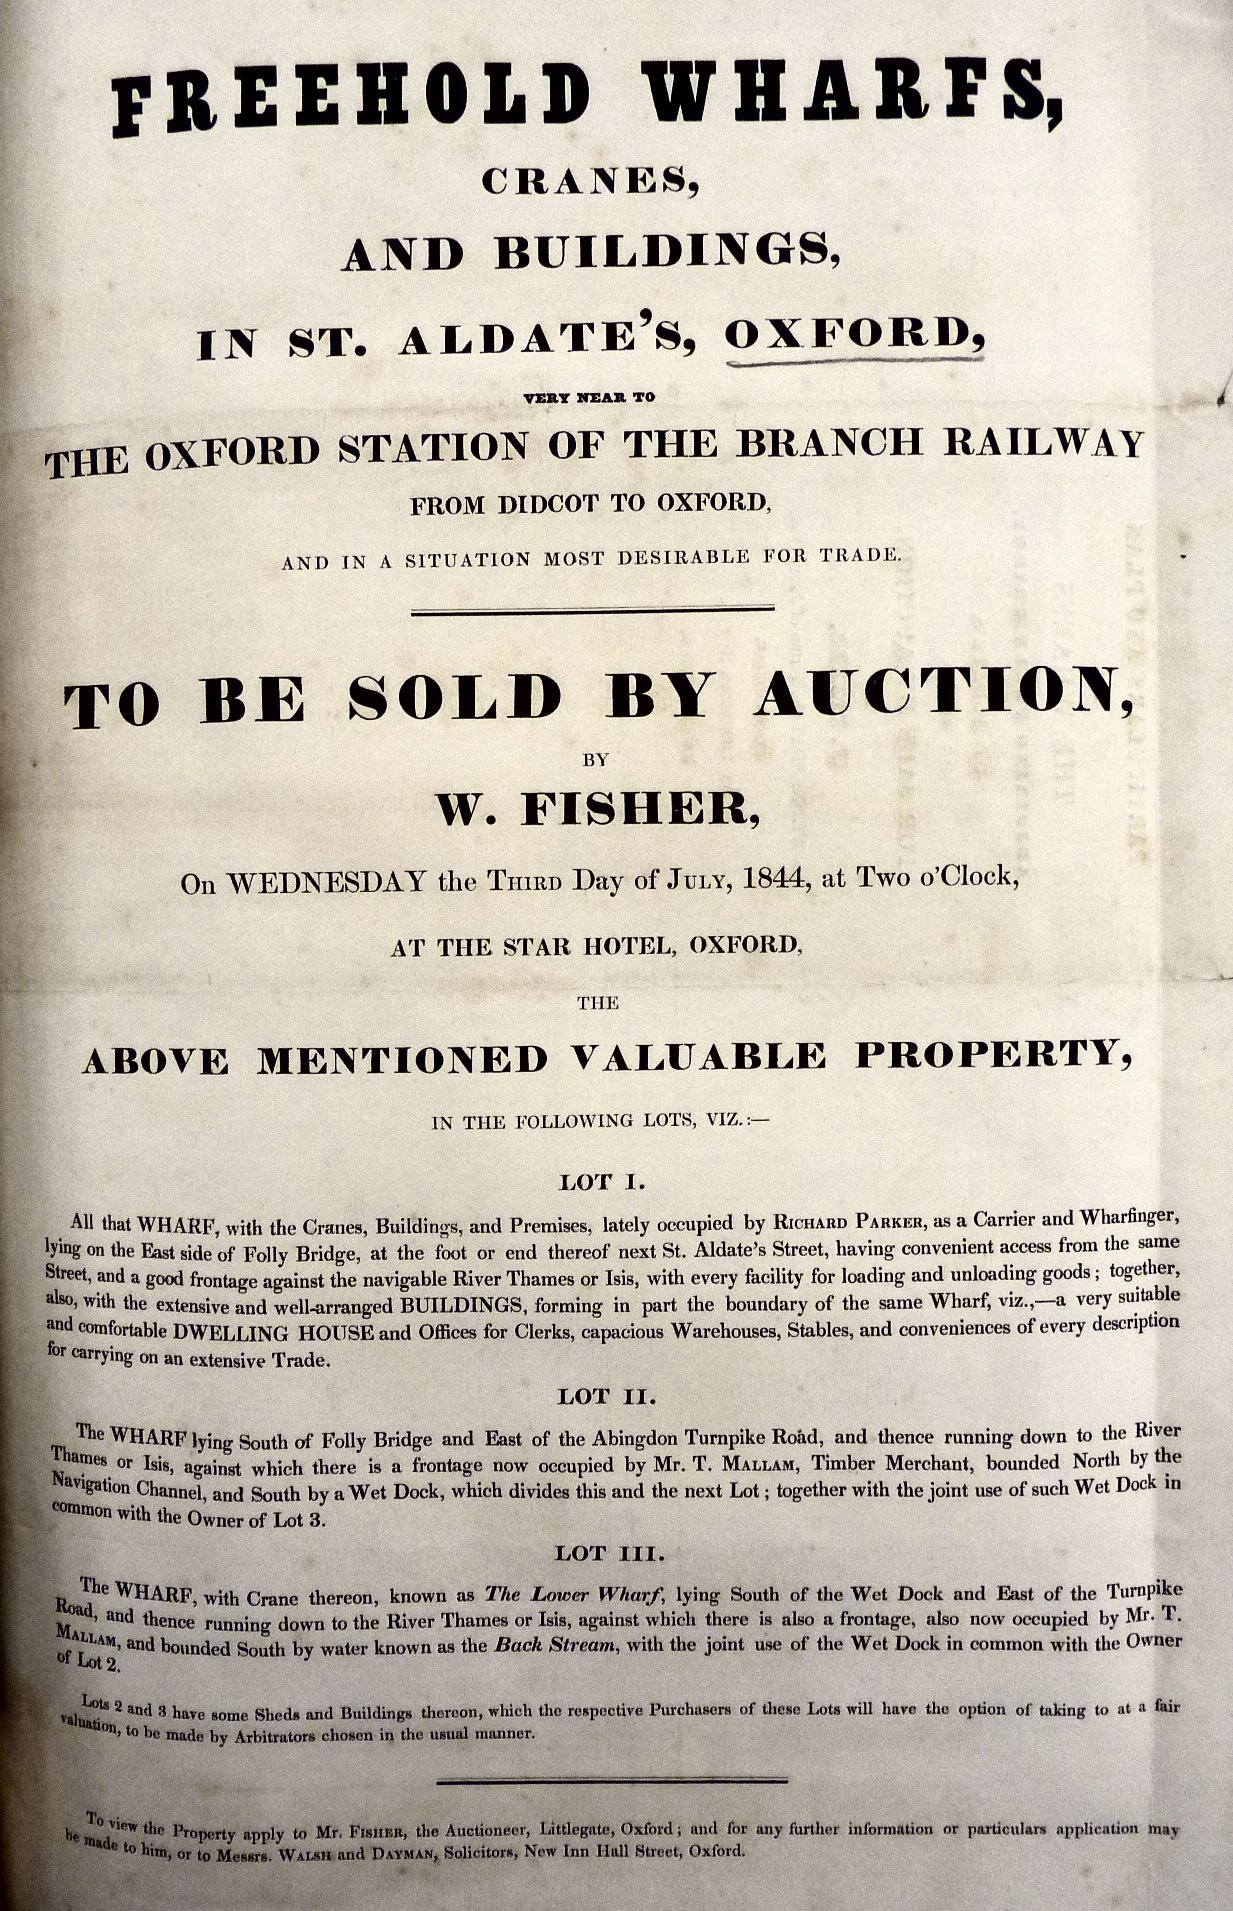 FREEHOLD WHARFS,
CRANES,
AND BUILDINGS,
IN ST. ALDATE'S, OXFORD,
VERY NEAR TO
THE OXFORD STATION OF THE BRANCH RAILWAY
FROM DIDCOT TO OXFORD,
AND IN A SITUATION MOST DESIRABLE FOR TRADE.
TO BE SOLD BY AUCTION,
BY
W. FISHER,
On WEDNESDAY the THIRD Day of JULY, 1844, at Two o'Clock,
AT THE STAR HOTEL, OXFORD,
THE
ABOVE MENTIONED VALUABLE PROPERTY,
IN THE FOLLOWING LOTS, VIZ.:—
LOT I.
All that WHARF, with the Cranes, Buildings, and Premises, lately occupied by RICHARD PARKER, as a Carrier and Wharfinger,
lying on the East side of Folly Bridge, at the foot or end thereof next St. Aldate's Street, having convenient access from the same
Street, and a good frontage against the navigable River Thames or Isis, with every facility for loading and unloading goods; together,
also, with the extensive and well-arranged BUILDINGS, forming in part the boundary of the same Wharf, viz.,—a very suitable
and comfortable DWELLING HOUSE and Offices for Clerks, capacious Warehouses, Stables, and conveniences of every description
for carrying on an extensive Trade.
LOT II.
The WHARF lying South of Folly Bridge and East of the Abingdon Turnpike Road, and thence running down to the River
Thames or Isis, against which there is a frontage now occupied by Mr. T. MALLAM, Timber Merchant, bounded North by the
Navigation Channel, and South by a Wet Dock, which divides this and the next Lot; together with the joint use of such Wet Dock in
common with the Owner of Lot 3.
LOT III.
The WHARF, with Crane thereon, known as The Lower Wharf, lying South of the Wet Dock and East of the Turnpike
Road, and thence running down to the River Thames or Isis, against which there is also a frontage, also now occupied by Mr. T.
MALLAM, and bounded South by water known as the Back Stream, with the joint use of the Wet Dock in common with the Owner
of Lot 2.
Lots 2 and 3 have some Sheds and Buildings thereon, which the respective Purchasers of these Lots will have the option of taking to at a fair
valuation, to be made by Arbitrators chosen in the usual manner.
To view the Property apply to Mr. FISHER, the Auctioneer, Littlegate, Oxford; and for any further information or particulars application may
be made to him, or to Messrs. WALSH and DAYMAN, Solicitors, New Inn Hall Street, Oxford.